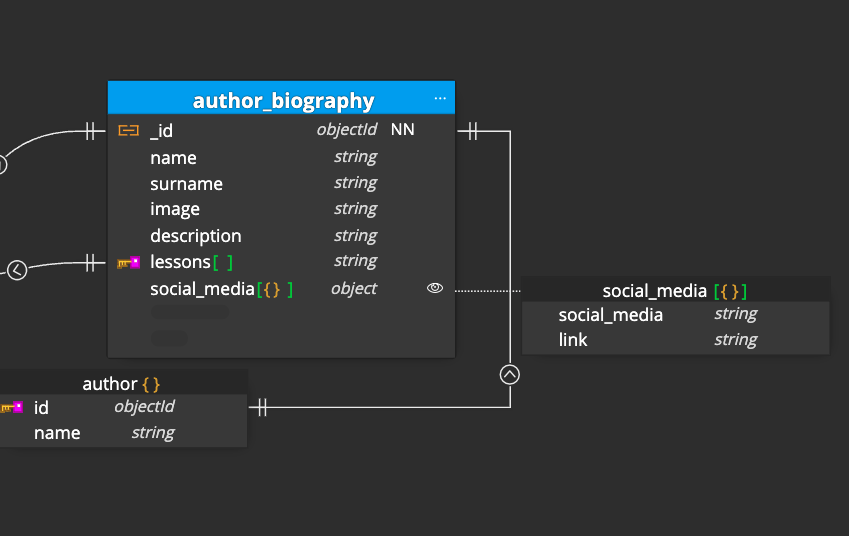 author_biography ...
_id objectId NN
name string
surname string
image string
description string
lessons[ ] string
social_media[{} ] object
social_media [{}]
social_media string
link string
author {}
id objectId
name string